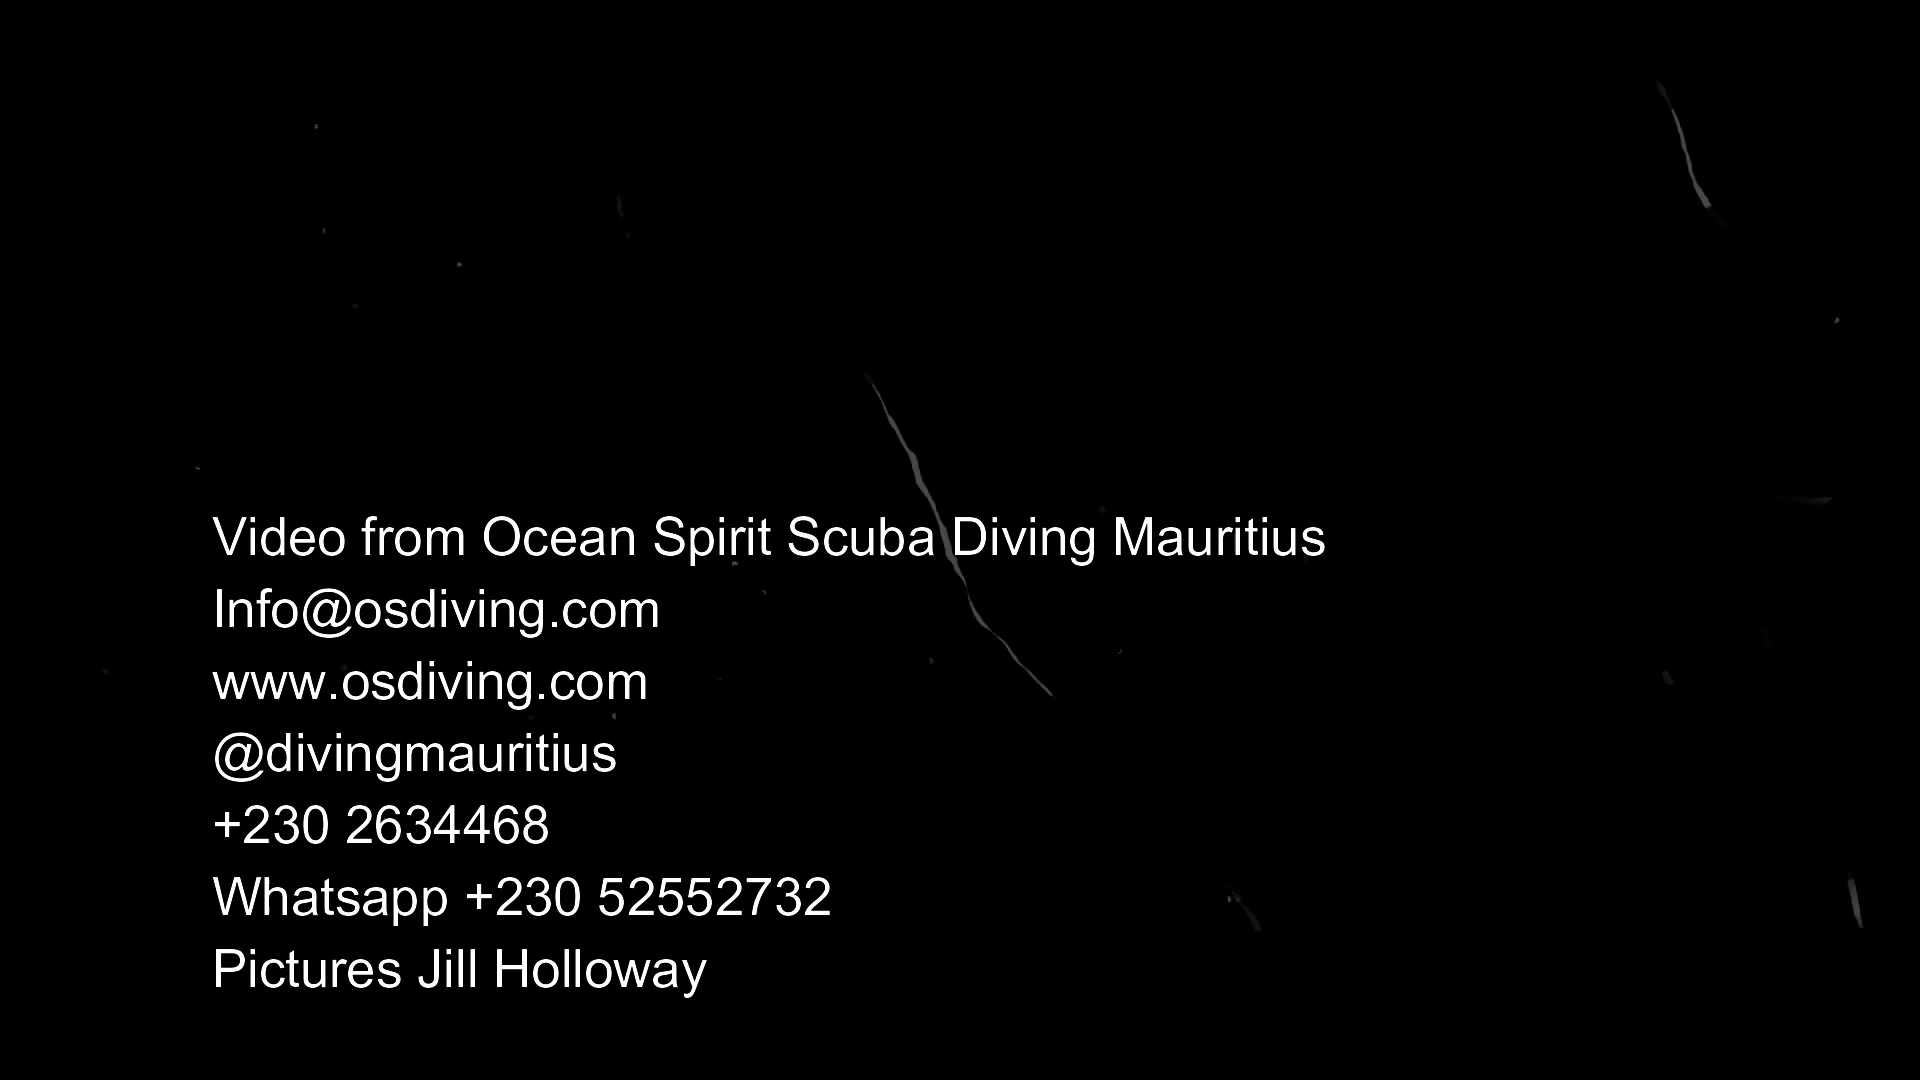 Video from Ocean Spirit Scuba Diving Mauritius
Info@osdiving.com
www.osdiving.com
@divingmauritius
+230 2634468
Whatsapp +230 52552732
Pictures Jill Holloway